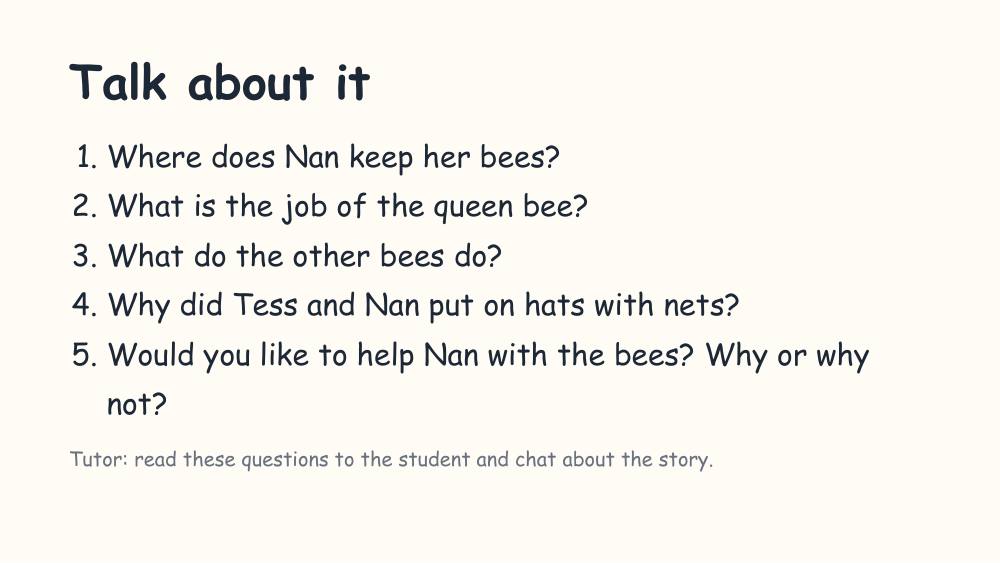 Talk about it
1. Where does Nan keep her bees?
2. What is the job of the queen bee?
3. What do the other bees do?
4. Why did Tess and Nan put on hats with nets?
5. Would you like to help Nan with the bees? Why or why
not?
Tutor: read these questions to the student and chat about the story.